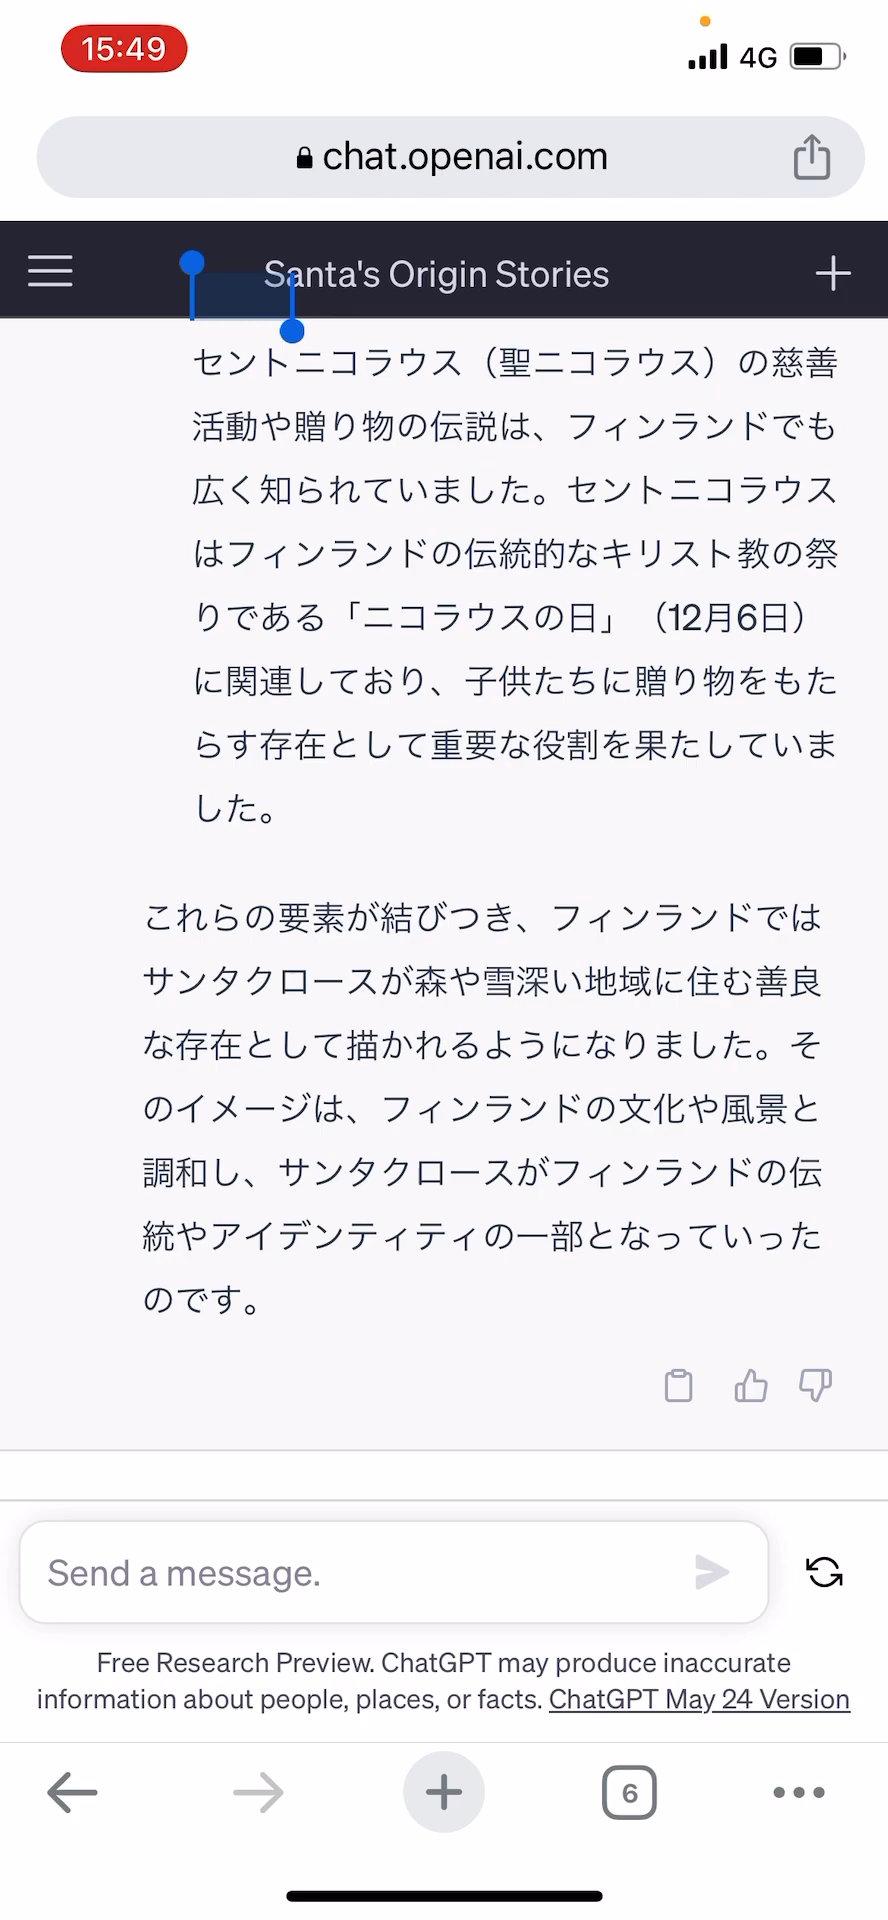 15:49
4G
chat.openai.com
Santa's Origin Stories
セントニコラウス（聖ニコラウス）の慈善
活動や贈り物の伝説は、フィンランドでも
広く知られていました。セントニコラウス
はフィンランドの伝統的なキリスト教の祭
りである「ニコラウスの日」（12月6日）
に関連しており、子供たちに贈り物をもた
らす存在として重要な役割を果たしていま
した。
これらの要素が結びつき、フィンランドでは
サンタクロースが森や雪深い地域に住む善良
な存在として描かれるようになりました。そ
のイメージは、フィンランドの文化や風景と
調和し、サンタクロースがフィンランドの伝
統やアイデンティティの一部となっていった
のです。
Send a message.
Free Research Preview. ChatGPT may produce inaccurate
information about people, places, or facts. ChatGPT May 24 Version
6